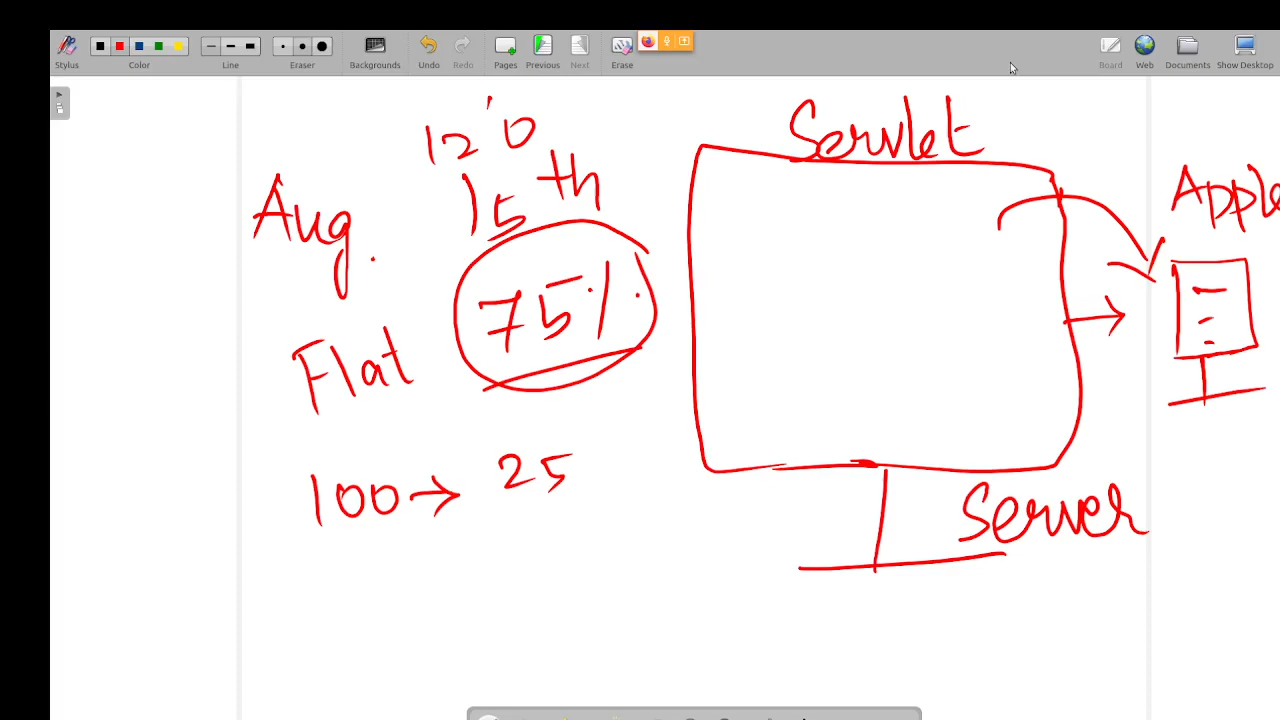 Stylus
Color
Line
Eraser
Backgrounds
Undo
Redo
Pages
Previous
Next
Erase
Board
Web
Documents
Show Desktop
12'0
15th
Aug.
75%
Flat
100→ 25
Servlet
Server
Apple